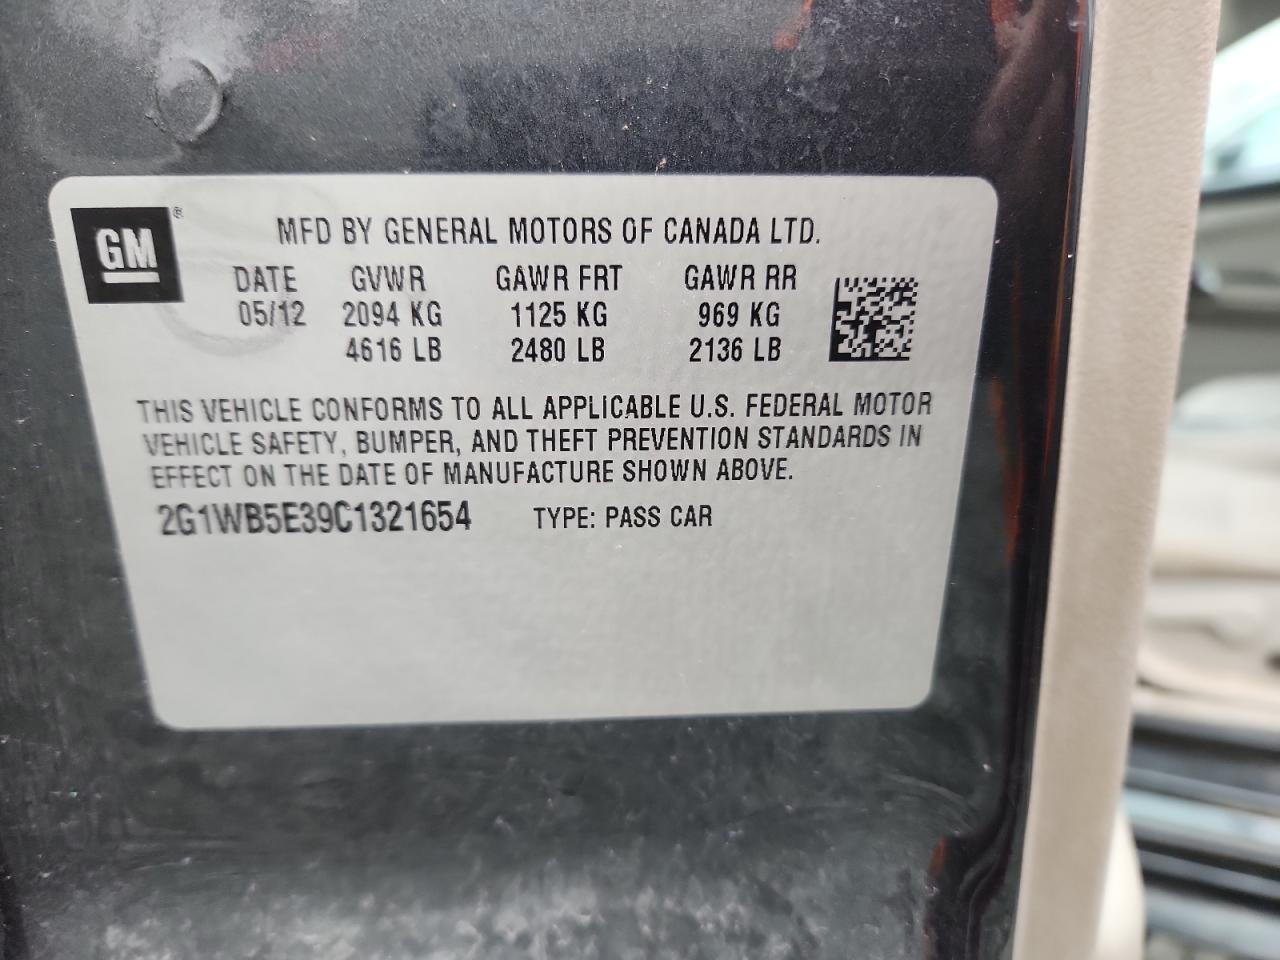 GM®
MFD BY GENERAL MOTORS OF CANADA LTD.
DATE GVWR GAWR FRT GAWR RR
05/12 2094 KG 1125 KG 969 KG
4616 LB 2480 LB 2136 LB
THIS VEHICLE CONFORMS TO ALL APPLICABLE U.S. FEDERAL MOTOR
VEHICLE SAFETY, BUMPER, AND THEFT PREVENTION STANDARDS IN
EFFECT ON THE DATE OF MANUFACTURE SHOWN ABOVE.
2G1WB5E39C1321654 TYPE: PASS CAR